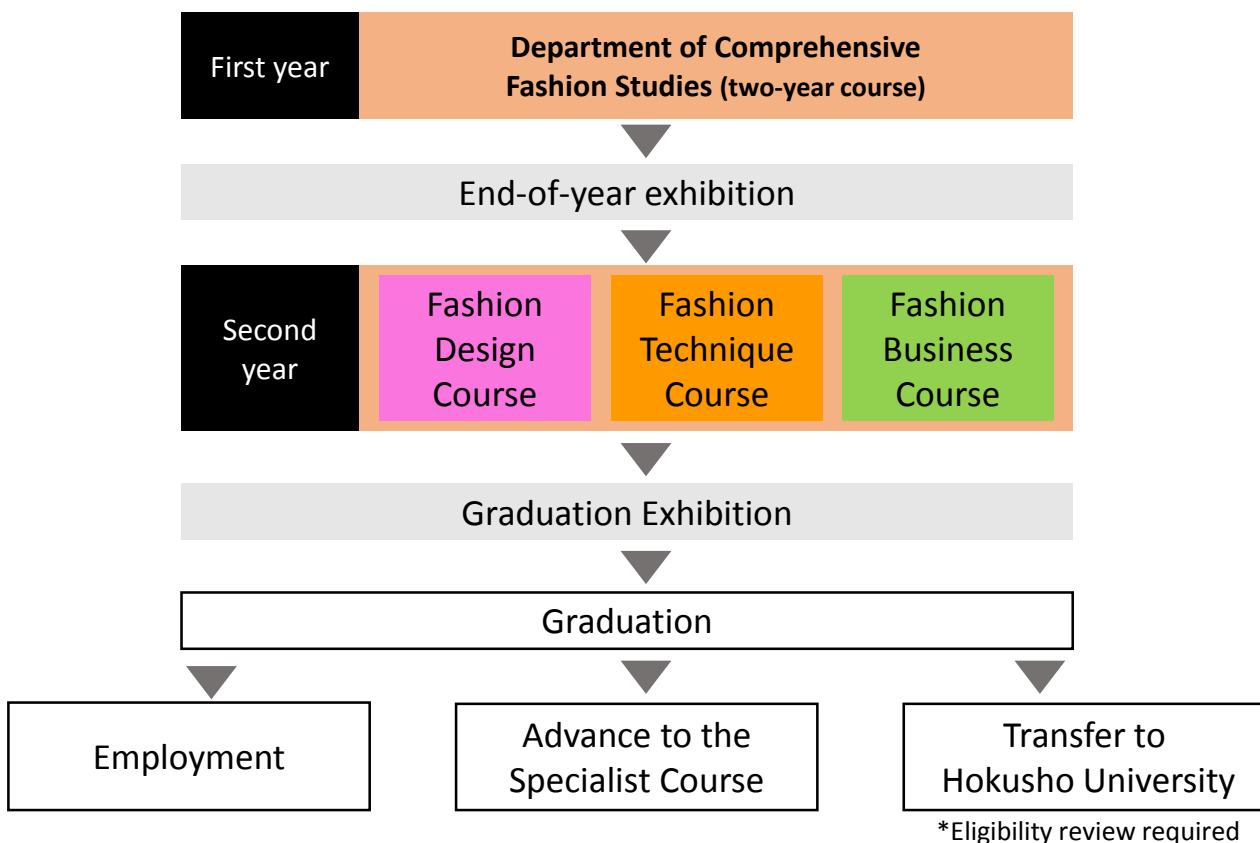 First year
Department of Comprehensive
Fashion Studies (two-year course)
End-of-year exhibition
Second
year
Fashion
Design
Course
Fashion
Technique
Course
Fashion
Business
Course
Graduation Exhibition
Graduation
Employment
Advance to the
Specialist Course
Transfer to
Hokusho University
*Eligibility review required